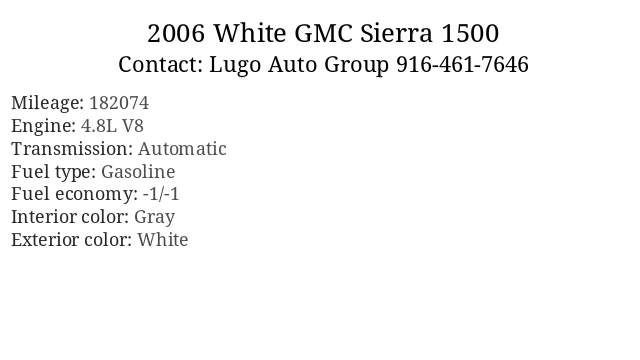 2006 White GMC Sierra 1500
Contact: Lugo Auto Group 916-461-7646
Mileage: 182074
Engine: 4.8L V8
Transmission: Automatic
Fuel type: Gasoline
Fuel economy: -1/-1
Interior color: Gray
Exterior color: White